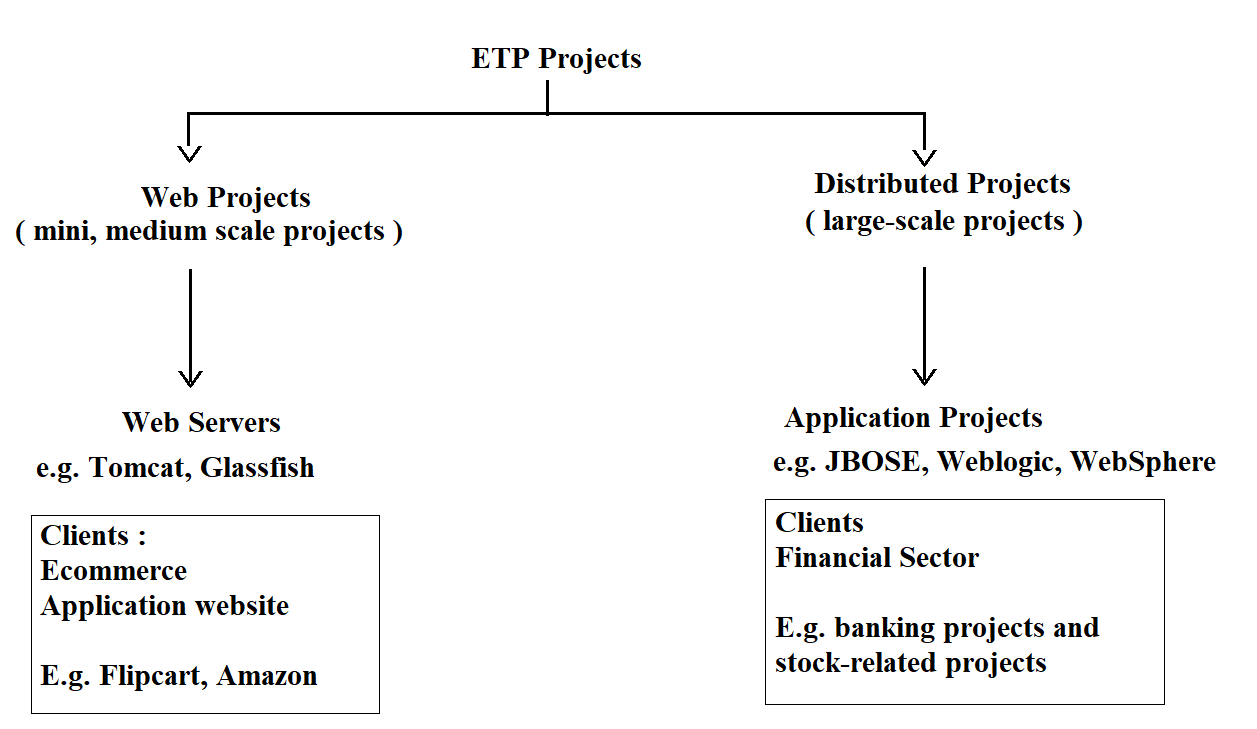 ETP Projects
Web Projects
( mini, medium scale projects )
Distributed Projects
( large-scale projects )
Web Servers
e.g. Tomcat, Glassfish
Application Projects
e.g. JBOSE, Weblogic, WebSphere
Clients :
Ecommerce
Application website
E.g. Flipcart, Amazon
Clients
Financial Sector
E.g. banking projects and
stock-related projects